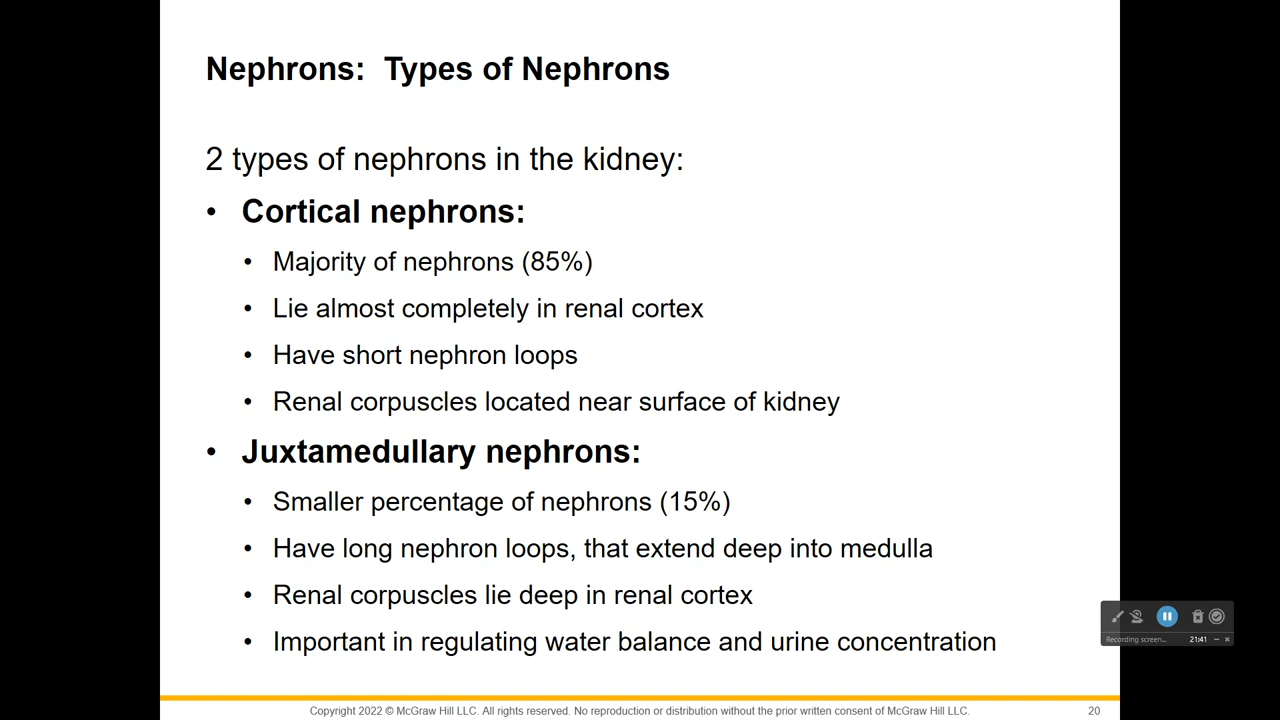 Nephrons: Types of Nephrons
2 types of nephrons in the kidney:
• Cortical nephrons:
• Majority of nephrons (85%)
• Lie almost completely in renal cortex
• Have short nephron loops
• Renal corpuscles located near surface of kidney
• Juxtamedullary nephrons:
• Smaller percentage of nephrons (15%)
• Have long nephron loops, that extend deep into medulla
• Renal corpuscles lie deep in renal cortex
• Important in regulating water balance and urine concentration
Recording screen... 21:41
Copyright 2022 © McGraw Hill LLC. All rights reserved. No reproduction or distribution without the prior written consent of McGraw Hill LLC. 20